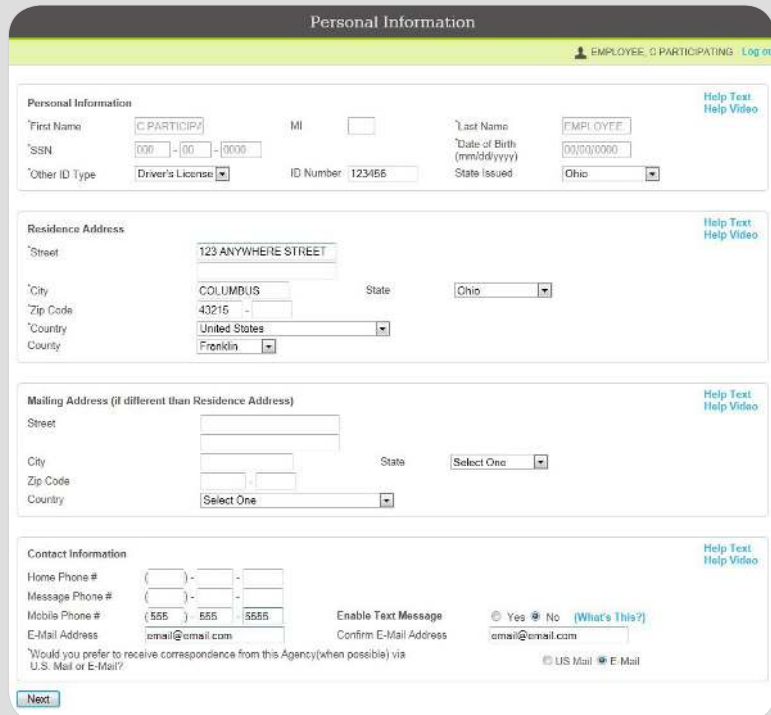 Personal Information
EMPLOYEE, C PARTICIPATING Log
Personal Information Help Text
Help Video
*First Name C PARTICIPA MI *Last Name EMPLOYEE
*SSN 000 - 00 - 0000 *Date of Birth (mm/dd/yyyy) 00/00/0000
*Other ID Type Driver's License ID Number 123456 State Issued Ohio
Residence Address Help Text
Help Video
*Street 123 ANYWHERE STREET
*City COLUMBUS State Ohio
*Zip Code 43215 -
*Country United States
County Franklin
Mailing Address (if different than Residence Address) Help Text
Help Video
Street
City State Select One
Zip Code -
Country Select One
Contact Information Help Text
Help Video
Home Phone # ( ) - -
Message Phone # ( ) - -
Mobile Phone # (555 ) - 555 - 5555 Enable Text Message Yes No (What's This?)
E-Mail Address email@email.com Confirm E-Mail Address email@email.com
*Would you prefer to receive correspondence from this Agency(when possible) via
U.S. Mail or E-Mail? US Mail E-Mail
Next